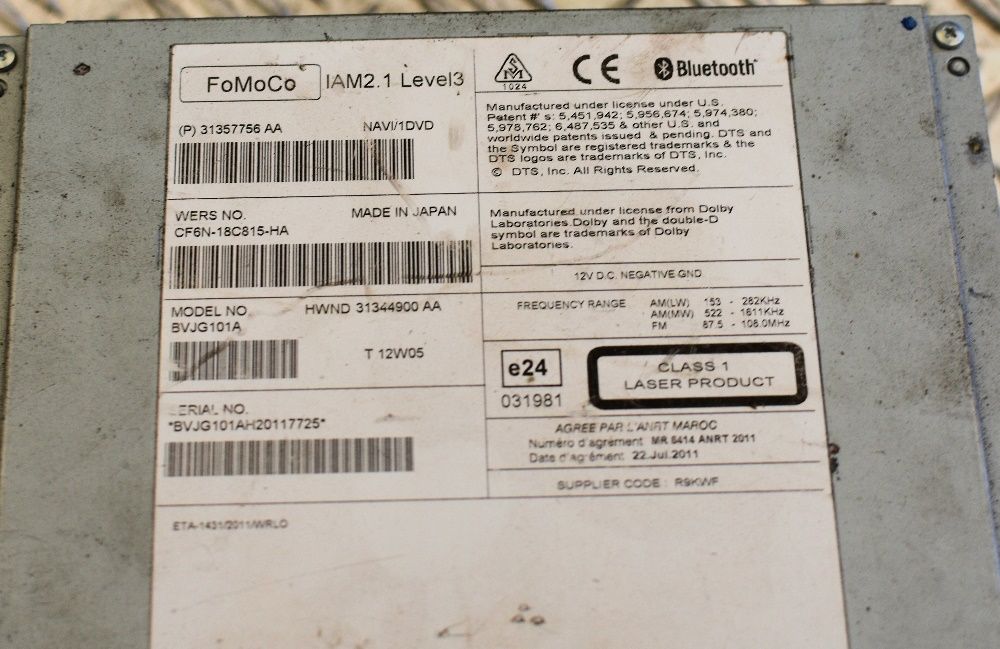 FoMoCo IAM2.1 Level3
(P) 31357756 AA NAVI/1DVD
WERS NO. MADE IN JAPAN
CF6N-18C815-HA
MODEL NO. HWND 31344900 AA
BVJG101A
T 12W05
SERIAL NO.
*BVJG101AH20117725*
ETA-1431/2011/WRLO
1024
CE
Bluetooth
Manufactured under license under U.S.
Patent #' s: 5,451,942; 5,956,674; 5,974,380;
5,978,762; 6,487,535 & other U.S. and
worldwide patents issued & pending. DTS and
the Symbol are registered trademarks & the
DTS logos are trademarks of DTS, Inc.
© DTS, Inc. All Rights Reserved.
Manufactured under license from Dolby
Laboratories.Dolby and the double-D
symbol are trademarks of Dolby
Laboratories.
12V D.C. NEGATIVE GND
FREQUENCY RANGE AM(LW) 153 - 282KHz
AM(MW) 522 - 1611KHz
FM 87.5 - 108.0MHz
e24
031981
CLASS 1
LASER PRODUCT
AGREE PAR L'ANRT MAROC
Numéro d'agrément MR 6414 ANRT 2011
Date d'agrément 22.Jul.2011
SUPPLIER CODE : R9KWF